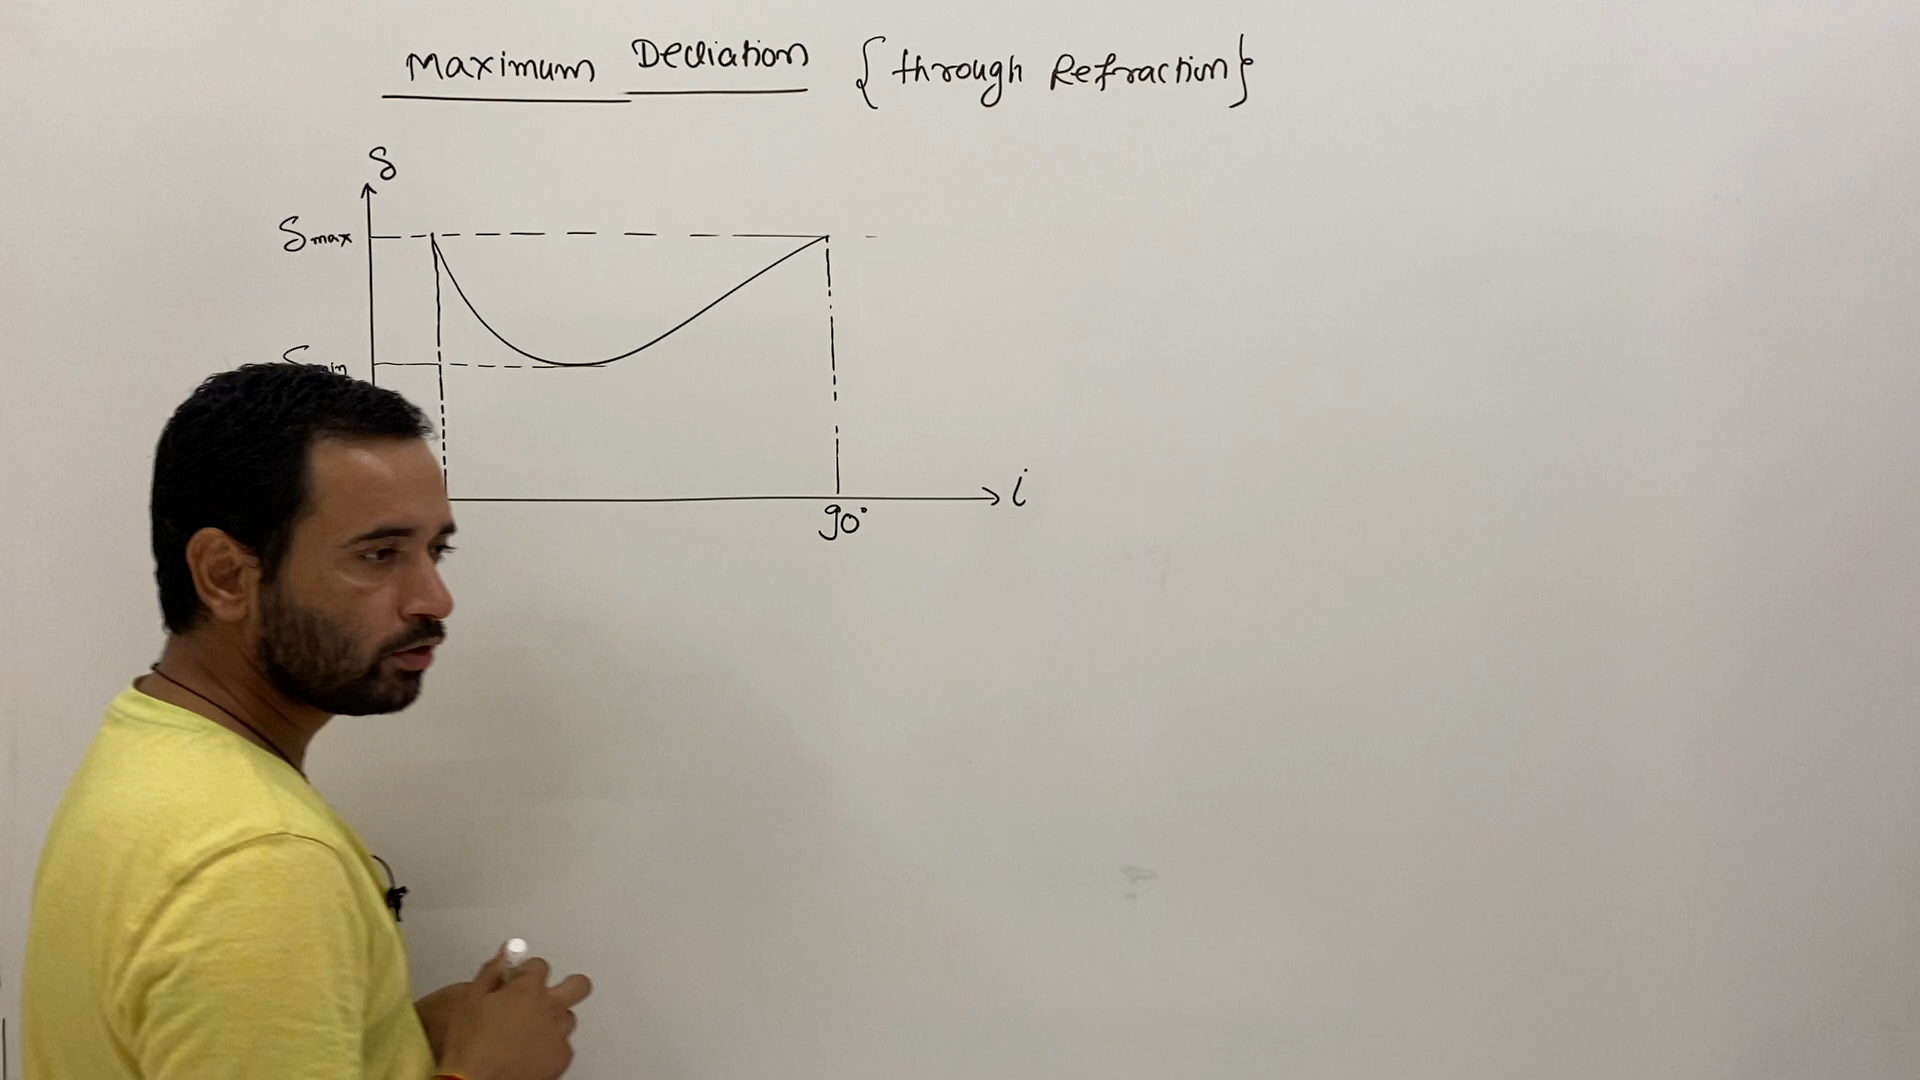 Maximum Deviation {through Refraction}
δ
δmax
δmin
i
90°